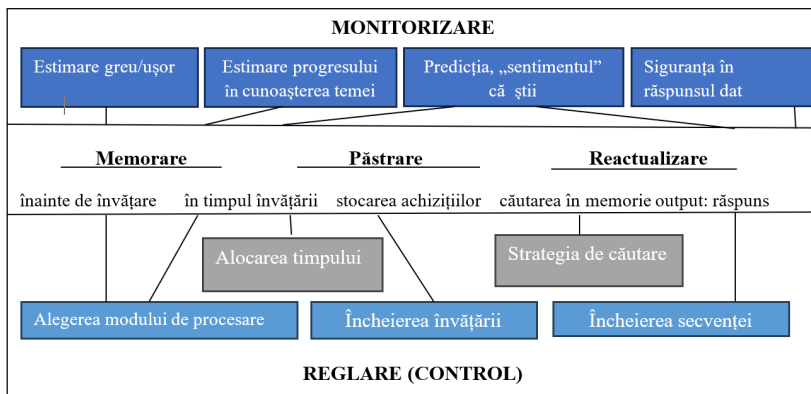 MONITORIZARE
Estimare greu/ușor
Estimare progresului
în cunoașterea temei
Predicția, „sentimentul”
că știi
Siguranța în
răspunsul dat
Memorare
Păstrare
Reactualizare
înainte de învățare
în timpul învățării
stocarea achizițiilor
căutarea în memorie output: răspuns
Alocarea timpului
Strategia de căutare
Alegerea modului de procesare
Încheierea învățării
Încheierea secvenței
REGLARE (CONTROL)